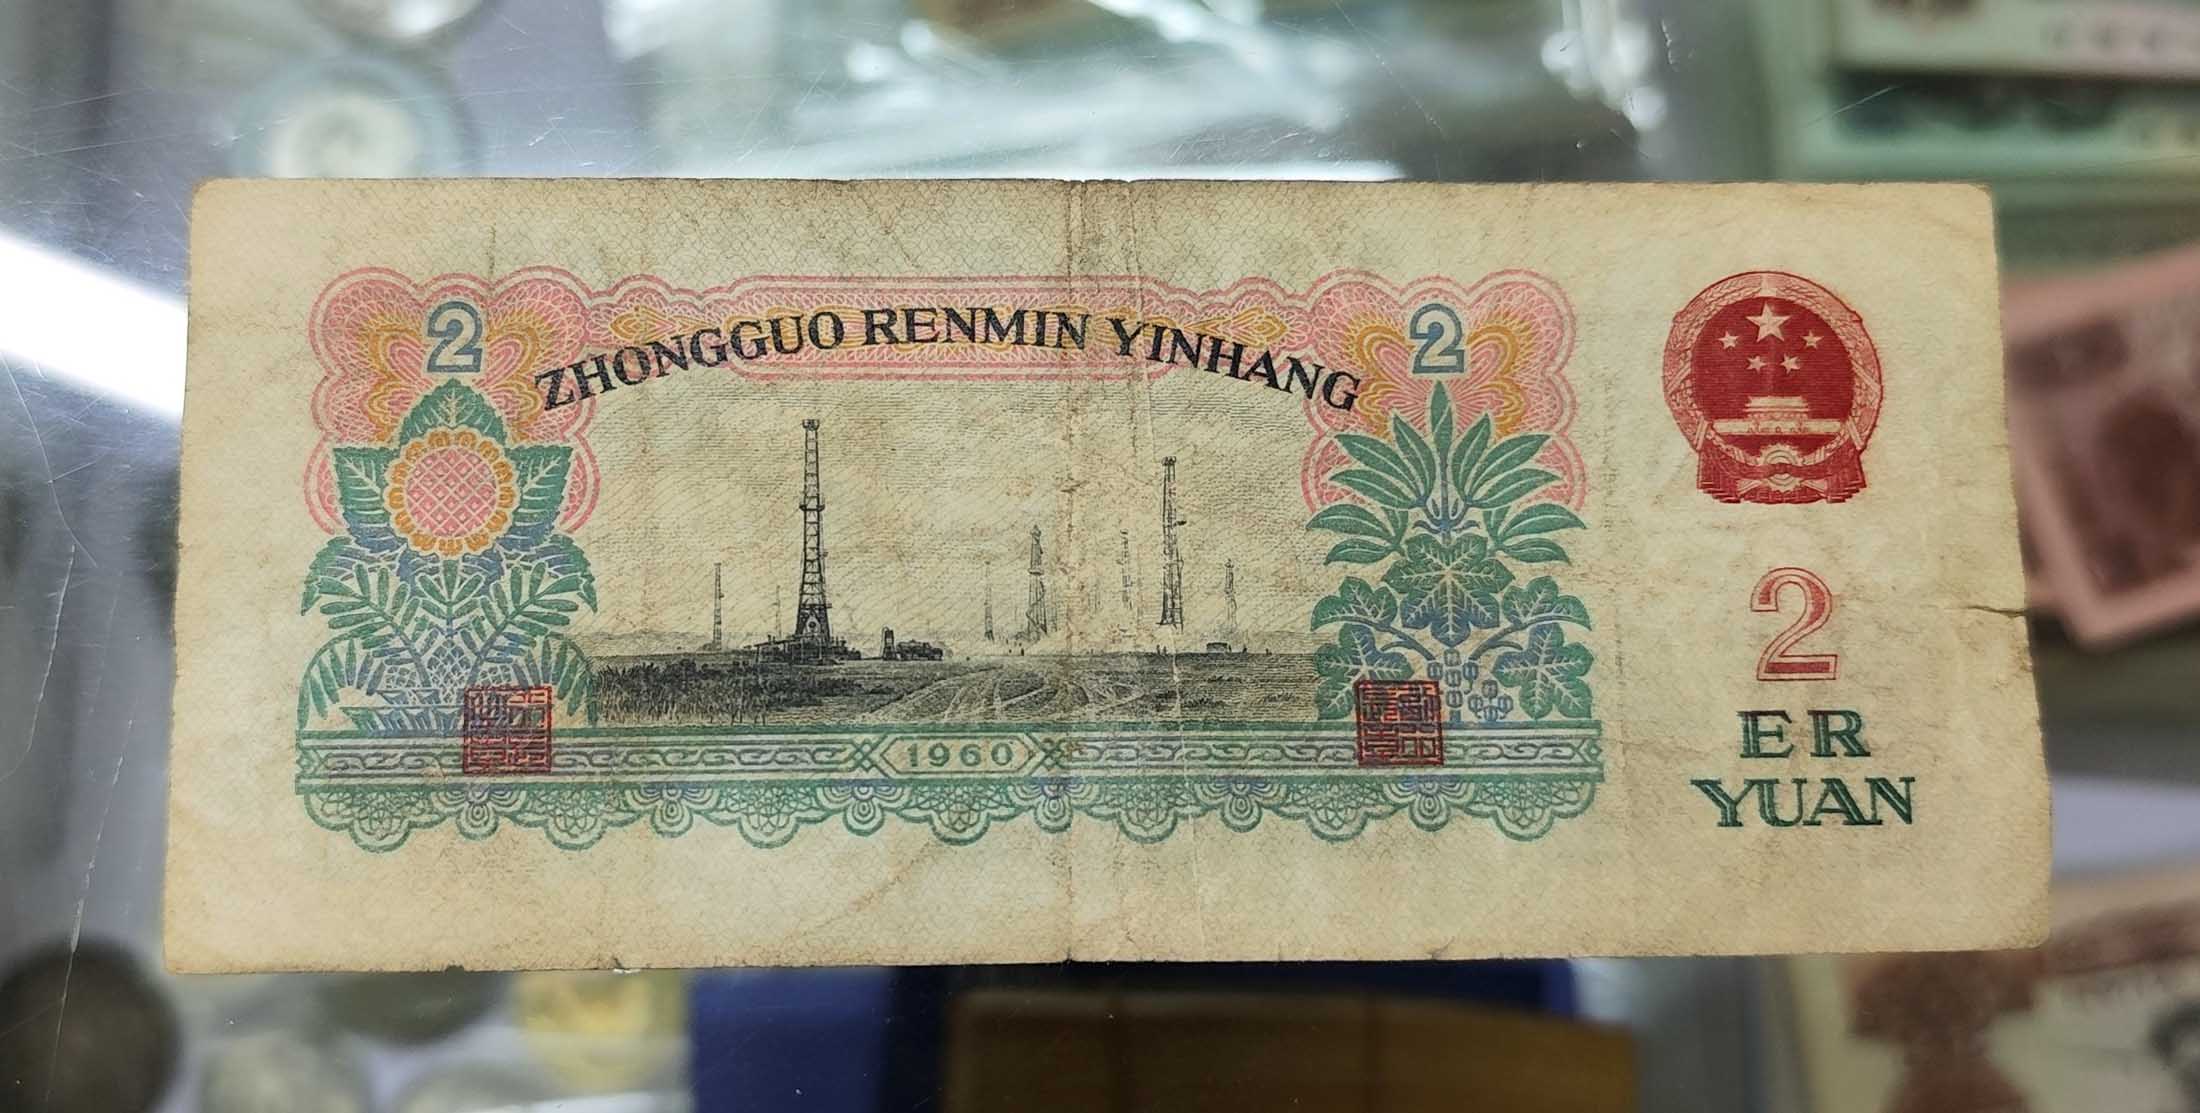 2
2
ZHONGGUO RENMIN YINHANG
1960
2
ER
YUAN